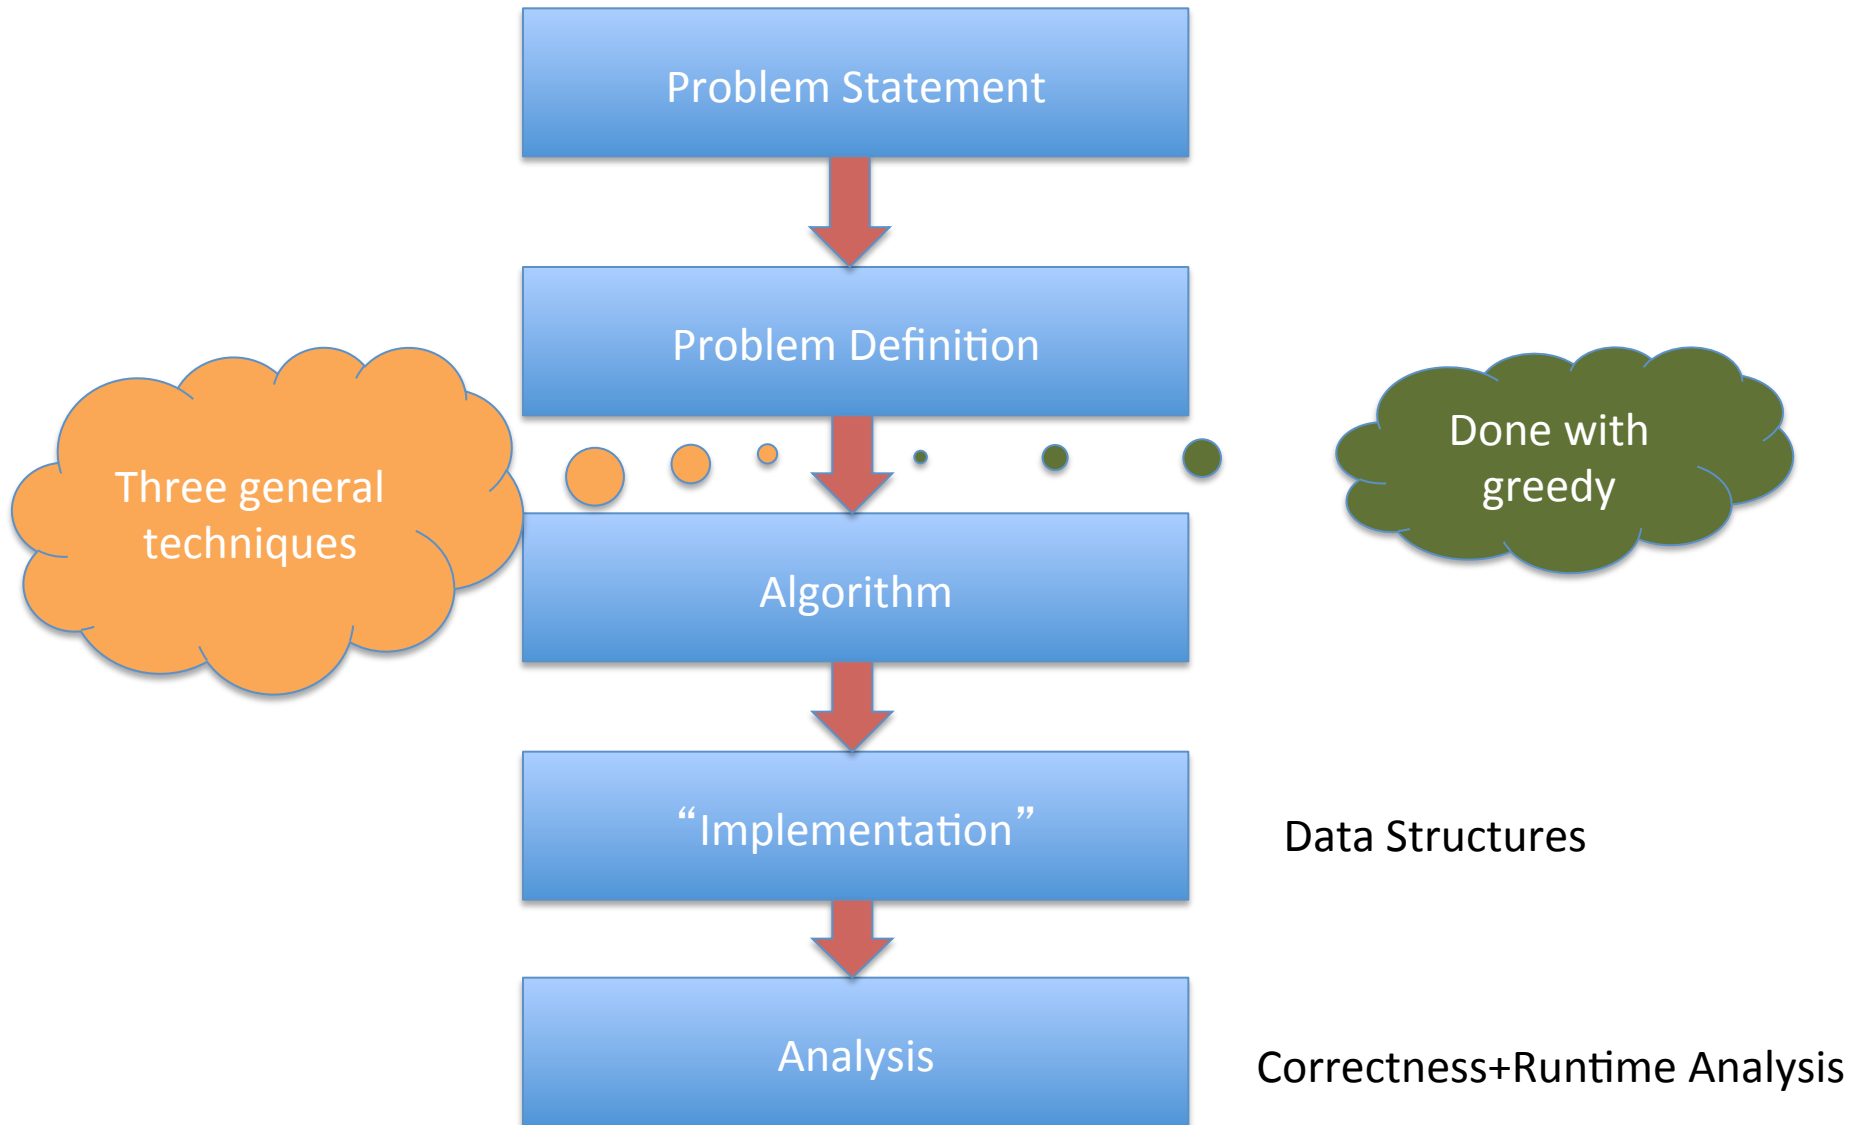 Problem Statement
Problem Definition
Three general
techniques
Done with
greedy
Algorithm
“Implementation”
Data Structures
Analysis
Correctness+Runtime Analysis